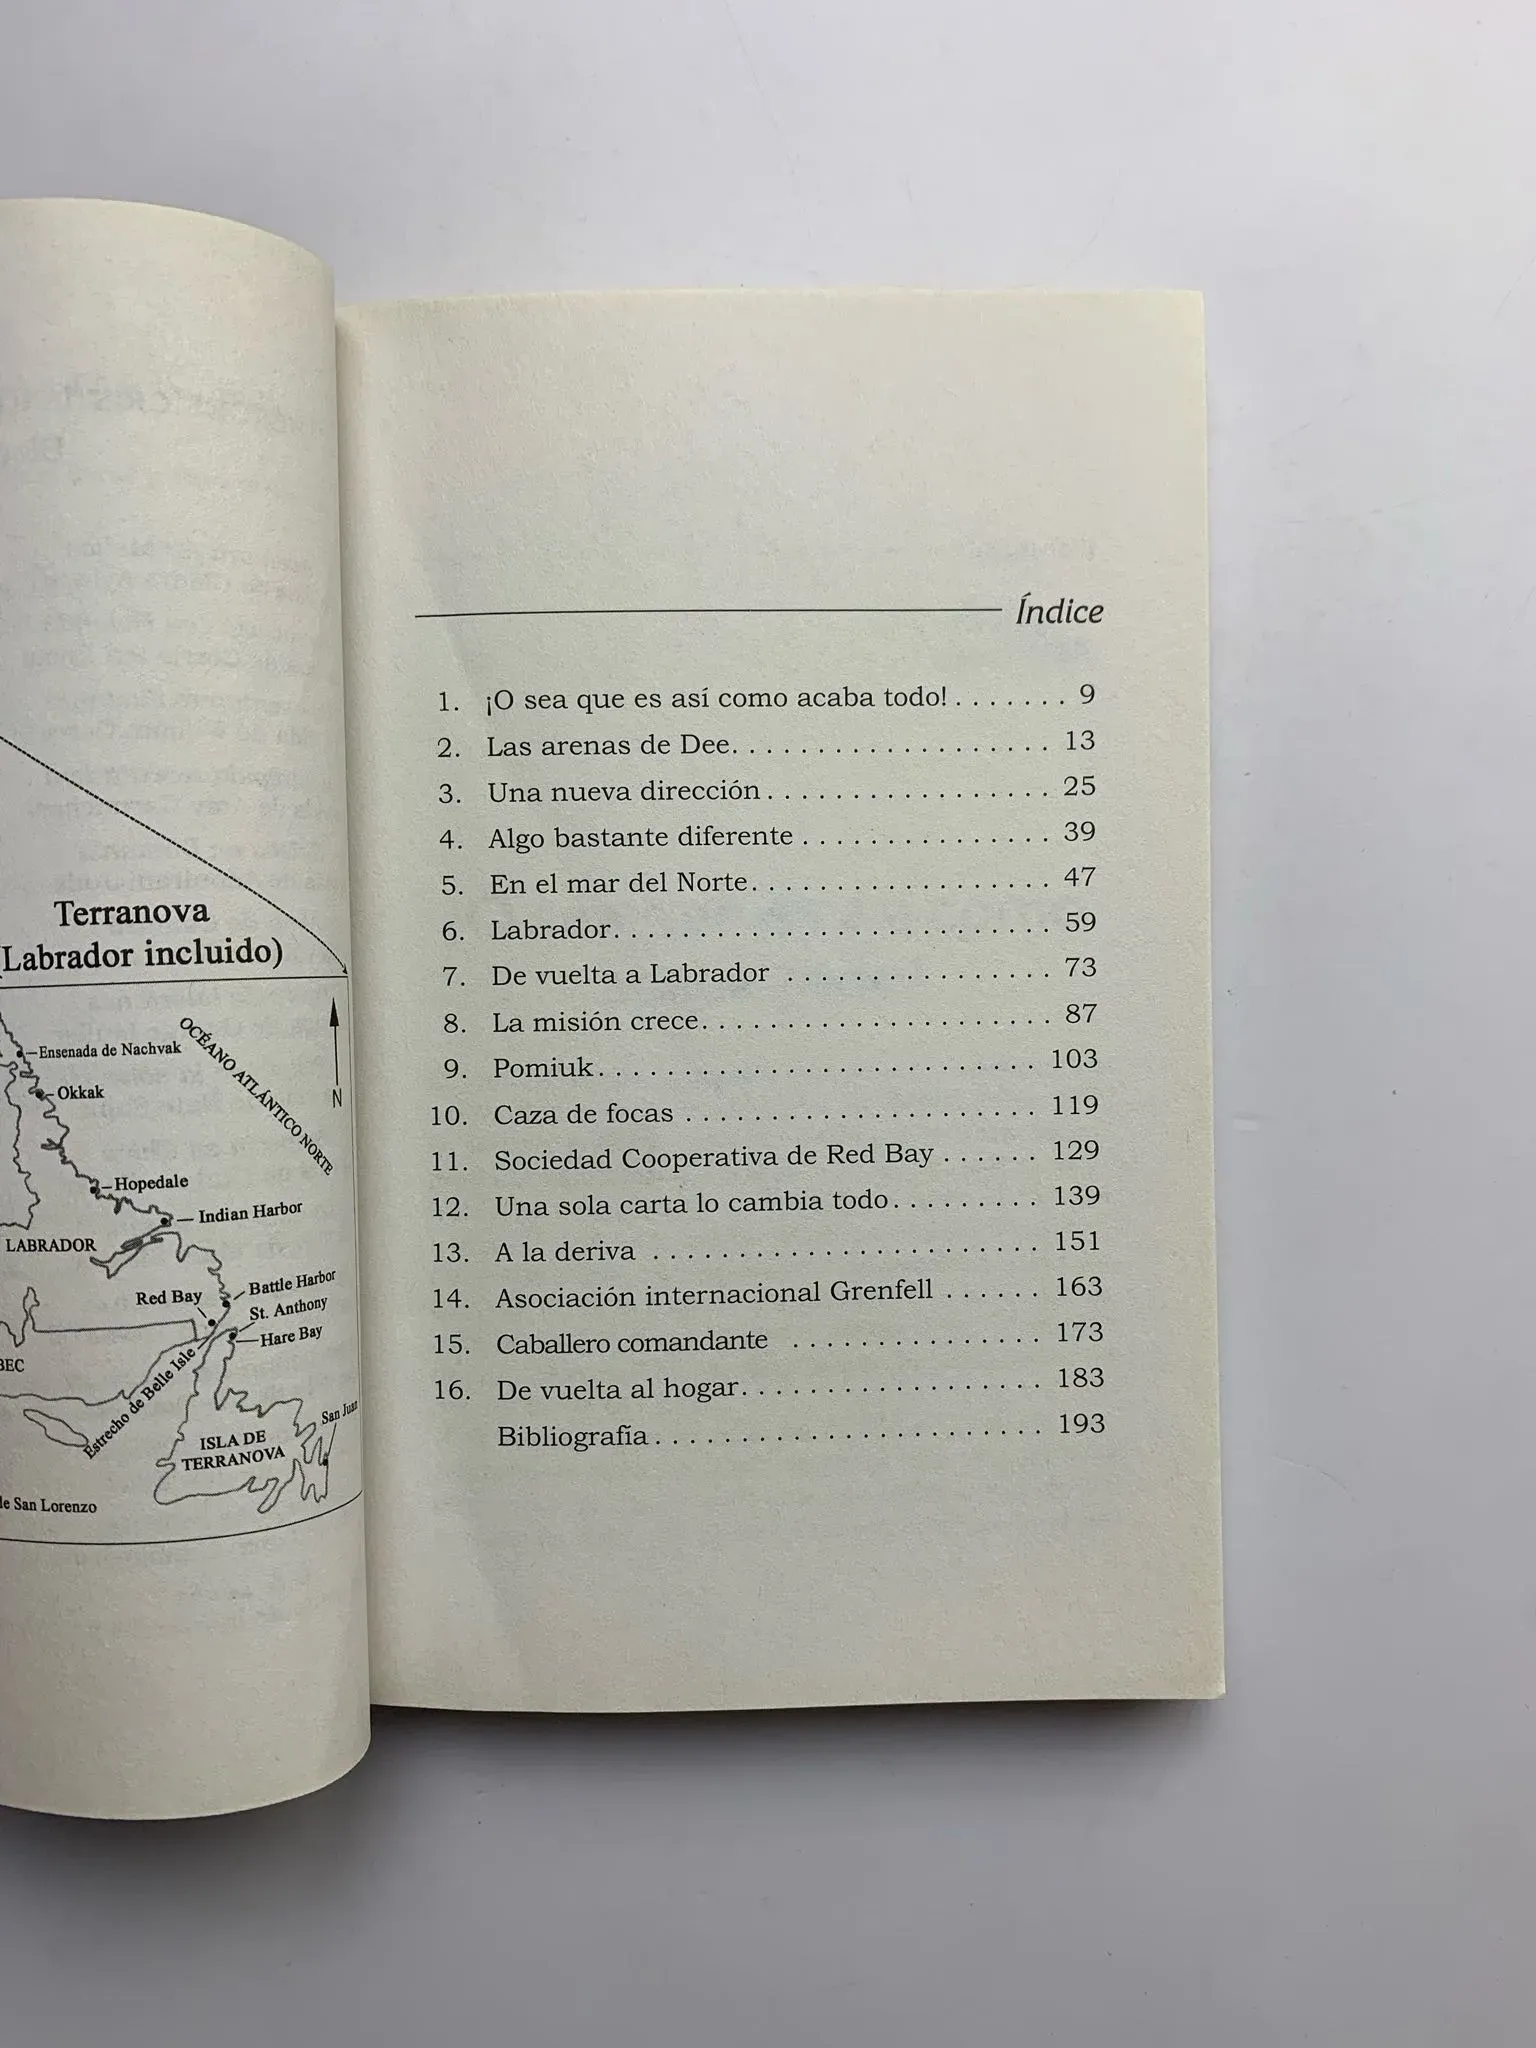 Terranova
(Labrador incluido)
OCÉANO ATLÁNTICO NORTE
N
Ensenada de Nachvak
Okkak
Hopedale
Indian Harbor
LABRADOR
Battle Harbor
Red Bay
St. Anthony
Hare Bay
BEC
Estrecho de Belle Isle
San Juan
ISLA DE
TERRANOVA
de San Lorenzo
Índice
1. ¡O sea que es así como acaba todo! . . . . . . . 9
2. Las arenas de Dee. . . . . . . . . . . . . . . . . . . . 13
3. Una nueva dirección . . . . . . . . . . . . . . . . . . 25
4. Algo bastante diferente . . . . . . . . . . . . . . . . 39
5. En el mar del Norte. . . . . . . . . . . . . . . . . . . 47
6. Labrador. . . . . . . . . . . . . . . . . . . . . . . . . . . 59
7. De vuelta a Labrador . . . . . . . . . . . . . . . . . 73
8. La misión crece. . . . . . . . . . . . . . . . . . . . . . 87
9. Pomiuk. . . . . . . . . . . . . . . . . . . . . . . . . . . 103
10. Caza de focas . . . . . . . . . . . . . . . . . . . . . . 119
11. Sociedad Cooperativa de Red Bay . . . . . . 129
12. Una sola carta lo cambia todo. . . . . . . . . 139
13. A la deriva . . . . . . . . . . . . . . . . . . . . . . . . 151
14. Asociación internacional Grenfell . . . . . . 163
15. Caballero comandante . . . . . . . . . . . . . . . 173
16. De vuelta al hogar. . . . . . . . . . . . . . . . . . . 183
Bibliografía . . . . . . . . . . . . . . . . . . . . . . . . 193